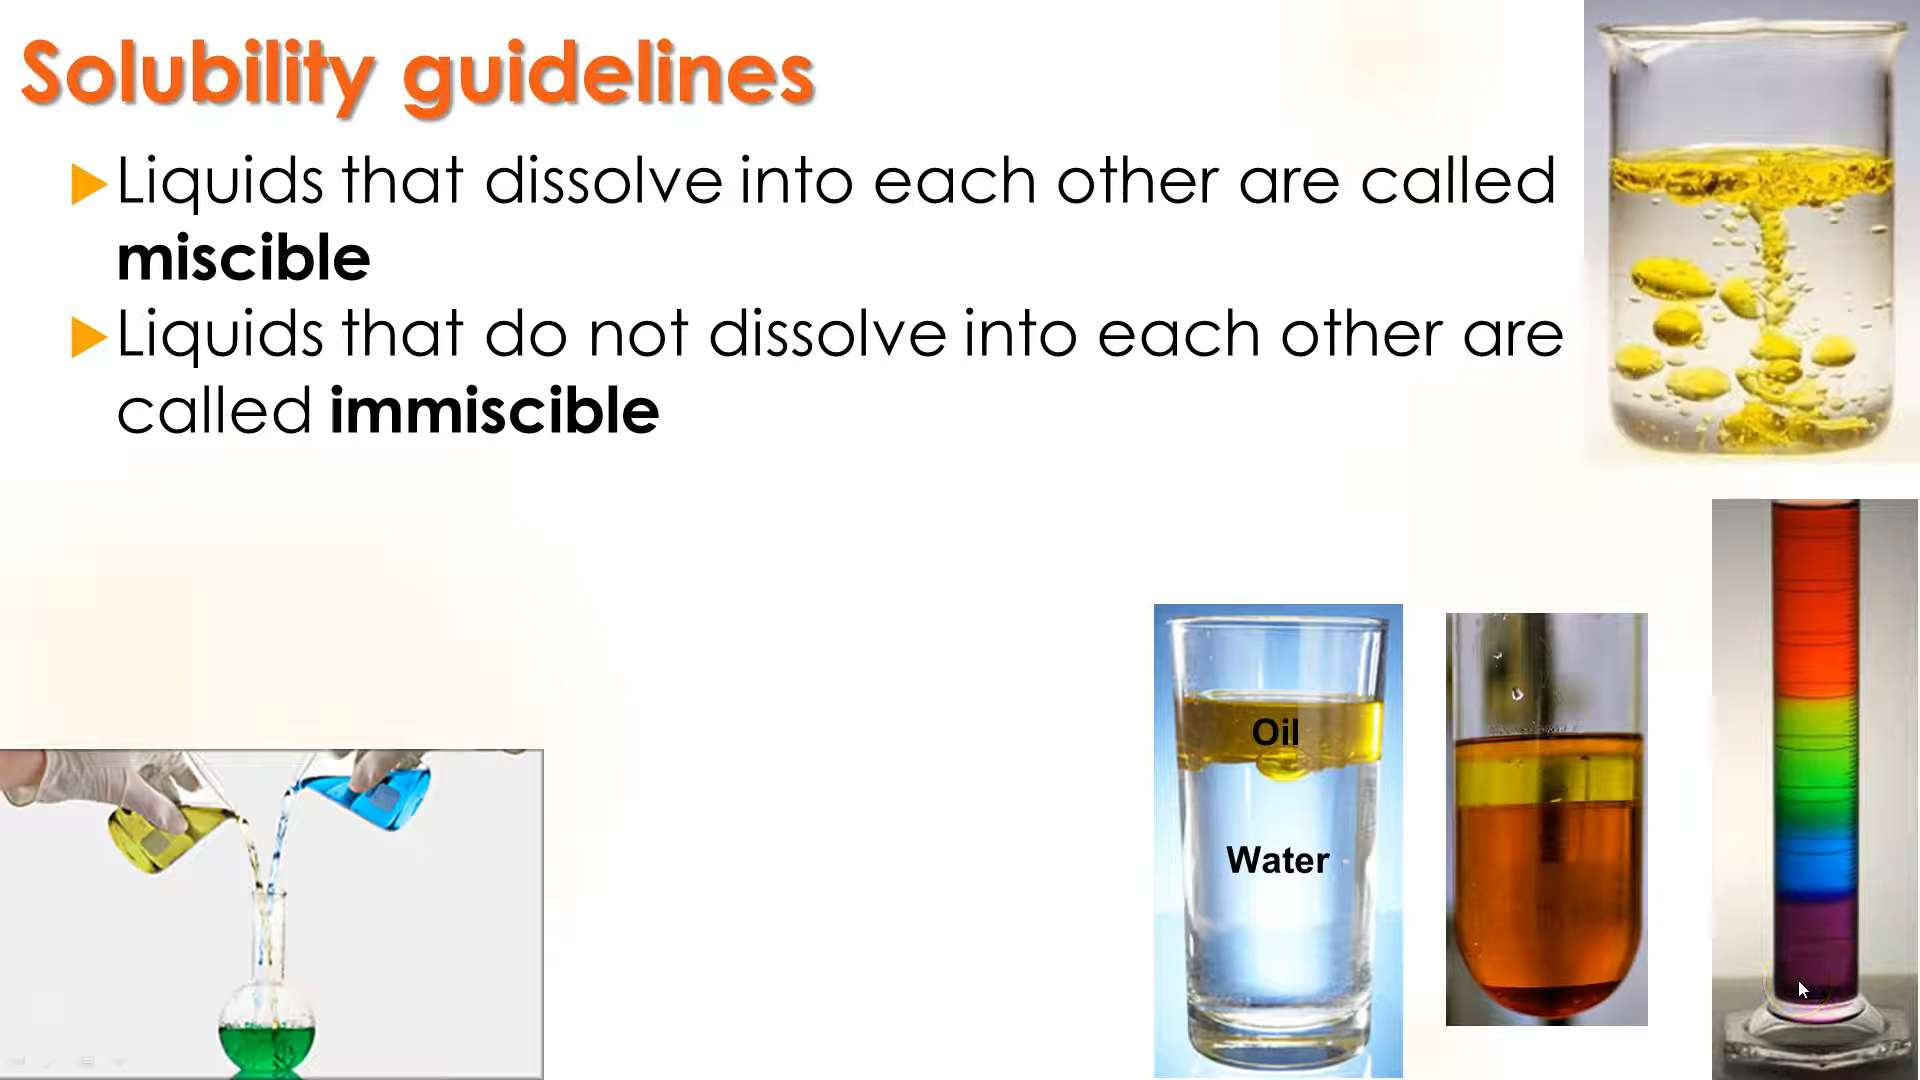 Solubility guidelines
Liquids that dissolve into each other are called
miscible
Liquids that do not dissolve into each other are
called immiscible
Oil
Water